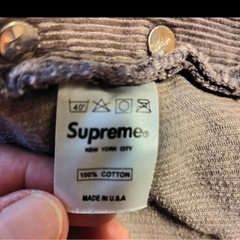 40°
Supreme®
NEW YORK CITY
100% COTTON
MADE IN U.S.A